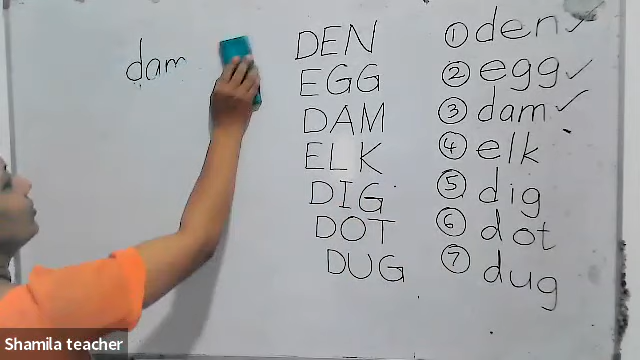 dam
DEN
EGG
DAM
ELK
DIG
DOT
DUG
① den ✓
② egg ✓
③ dam ✓
④ elk
⑤ dig
⑥ dot
⑦ dug
Shamila teacher